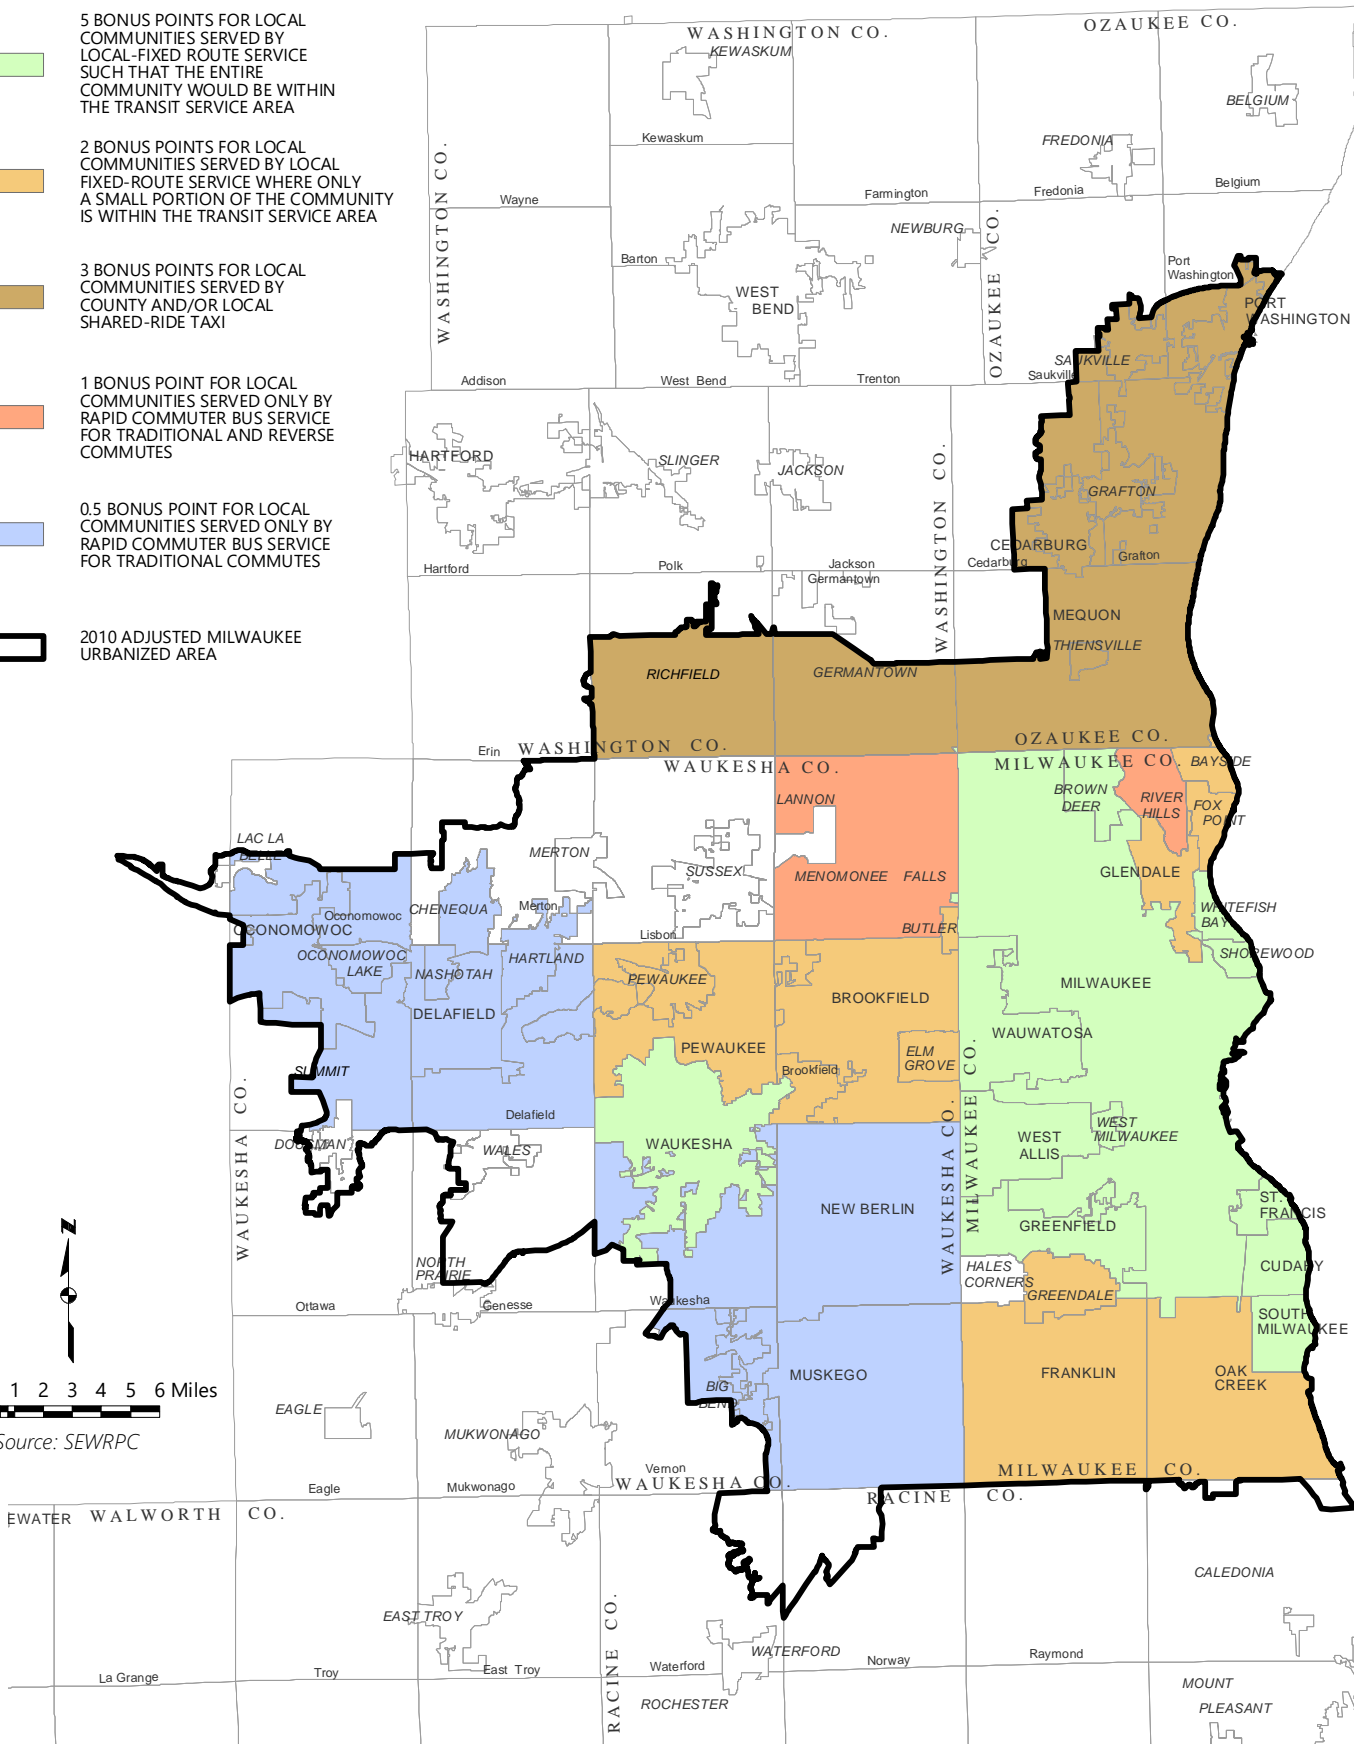 5 BONUS POINTS FOR LOCAL
COMMUNITIES SERVED BY
LOCAL-FIXED ROUTE SERVICE
SUCH THAT THE ENTIRE
COMMUNITY WOULD BE WITHIN
THE TRANSIT SERVICE AREA
2 BONUS POINTS FOR LOCAL
COMMUNITIES SERVED BY LOCAL
FIXED-ROUTE SERVICE WHERE ONLY
A SMALL PORTION OF THE COMMUNITY
IS WITHIN THE TRANSIT SERVICE AREA
3 BONUS POINTS FOR LOCAL
COMMUNITIES SERVED BY
COUNTY AND/OR LOCAL
SHARED-RIDE TAXI
1 BONUS POINT FOR LOCAL
COMMUNITIES SERVED ONLY BY
RAPID COMMUTER BUS SERVICE
FOR TRADITIONAL AND REVERSE
COMMUTES
0.5 BONUS POINT FOR LOCAL
COMMUNITIES SERVED ONLY BY
RAPID COMMUTER BUS SERVICE
FOR TRADITIONAL COMMUTES
2010 ADJUSTED MILWAUKEE
URBANIZED AREA
WASHINGTON CO.
OZAUKEE CO.
KEWASKUM
BELGIUM
Kewaskum
FREDONIA
WASHINGTON CO.
Wayne
Farmington
Fredonia
Belgium
NEWBURG
OZAUKEE CO.
Barton
Port
Washington
WEST
BEND
PORT
WASHINGTON
SAUKVILLE
Saukville
Addison
West Bend
Trenton
HARTFORD
SLINGER
JACKSON
WASHINGTON CO.
GRAFTON
CEDARBURG
Grafton
Cedarburg
Hartford
Polk
Jackson
Germantown
MEQUON
THIENSVILLE
RICHFIELD
GERMANTOWN
Erin
WASHINGTON CO.
OZAUKEE CO.
WAUKESHA CO.
MILWAUKEE CO.
BAYSIDE
LANNON
BROWN
DEER
RIVER
HILLS
FOX
POINT
LAC LA
BELLE
MERTON
SUSSEX
MENOMONEE FALLS
GLENDALE
CHENEQUA
Merton
Oconomowoc
OCONOMOWOC
Lisbon
BUTLER
WHITEFISH
BAY
SHOREWOOD
OCONOMOWOC
LAKE
NASHOTAH
HARTLAND
PEWAUKEE
BROOKFIELD
MILWAUKEE
DELAFIELD
WAUWATOSA
PEWAUKEE
ELM
GROVE
Brookfield
SUMMIT
WAUKESHA CO.
Delafield
WAUKESHA CO.
MILWAUKEE CO.
DOUSMAN
WALES
WAUKESHA
WEST
ALLIS
WEST
MILWAUKEE
NEW BERLIN
GREENFIELD
ST.
FRANCIS
NORTH
PRAIRIE
HALES
CORNERS
CUDAHY
GREENDALE
Ottawa
Genesse
Waukesha
SOUTH
MILWAUKEE
N
MUSKEGO
FRANKLIN
OAK
CREEK
BIG
BEND
1 2 3 4 5 6 Miles
EAGLE
MUKWONAGO
Source: SEWRPC
Vernon
Eagle
Mukwonago
WAUKESHA CO.
MILWAUKEE CO.
RACINE CO.
EWATER
WALWORTH CO.
CALEDONIA
EAST TROY
RACINE CO.
WATERFORD
La Grange
Troy
East Troy
Waterford
Norway
Raymond
ROCHESTER
MOUNT
PLEASANT